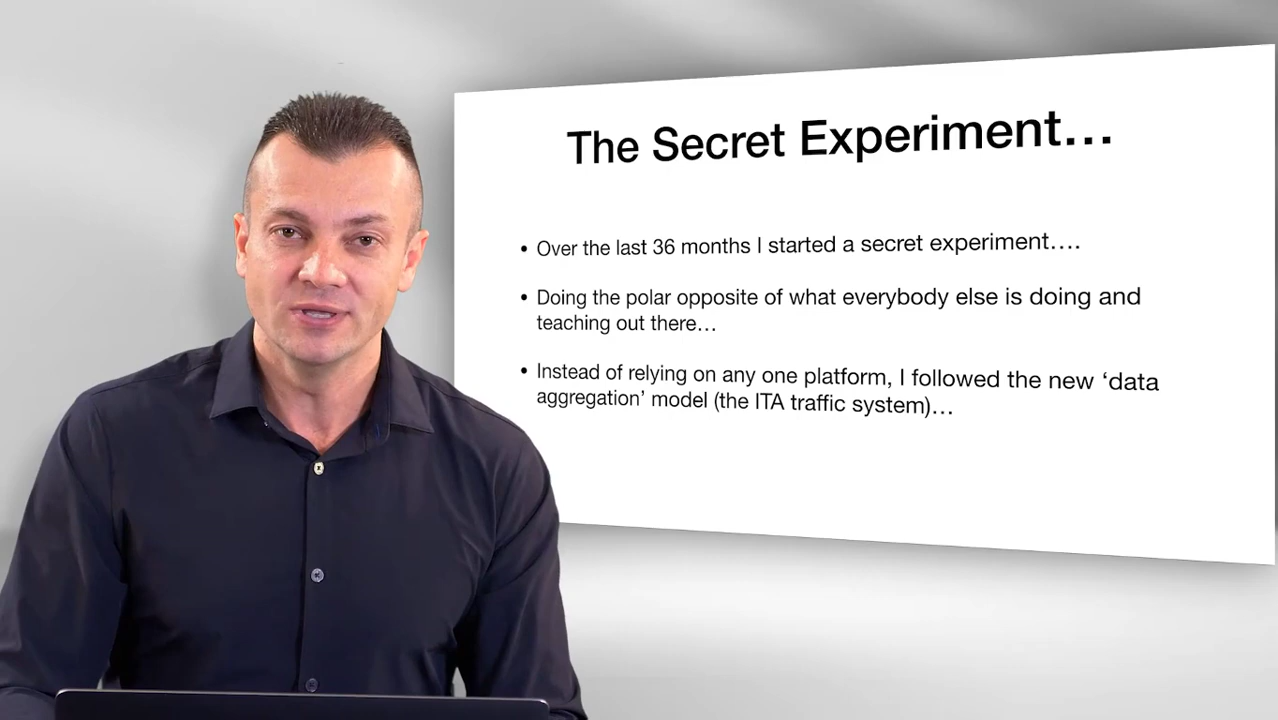 The Secret Experiment…
• Over the last 36 months I started a secret experiment….
• Doing the polar opposite of what everybody else is doing and
teaching out there…
• Instead of relying on any one platform, I followed the new ‘data
aggregation’ model (the ITA traffic system)…